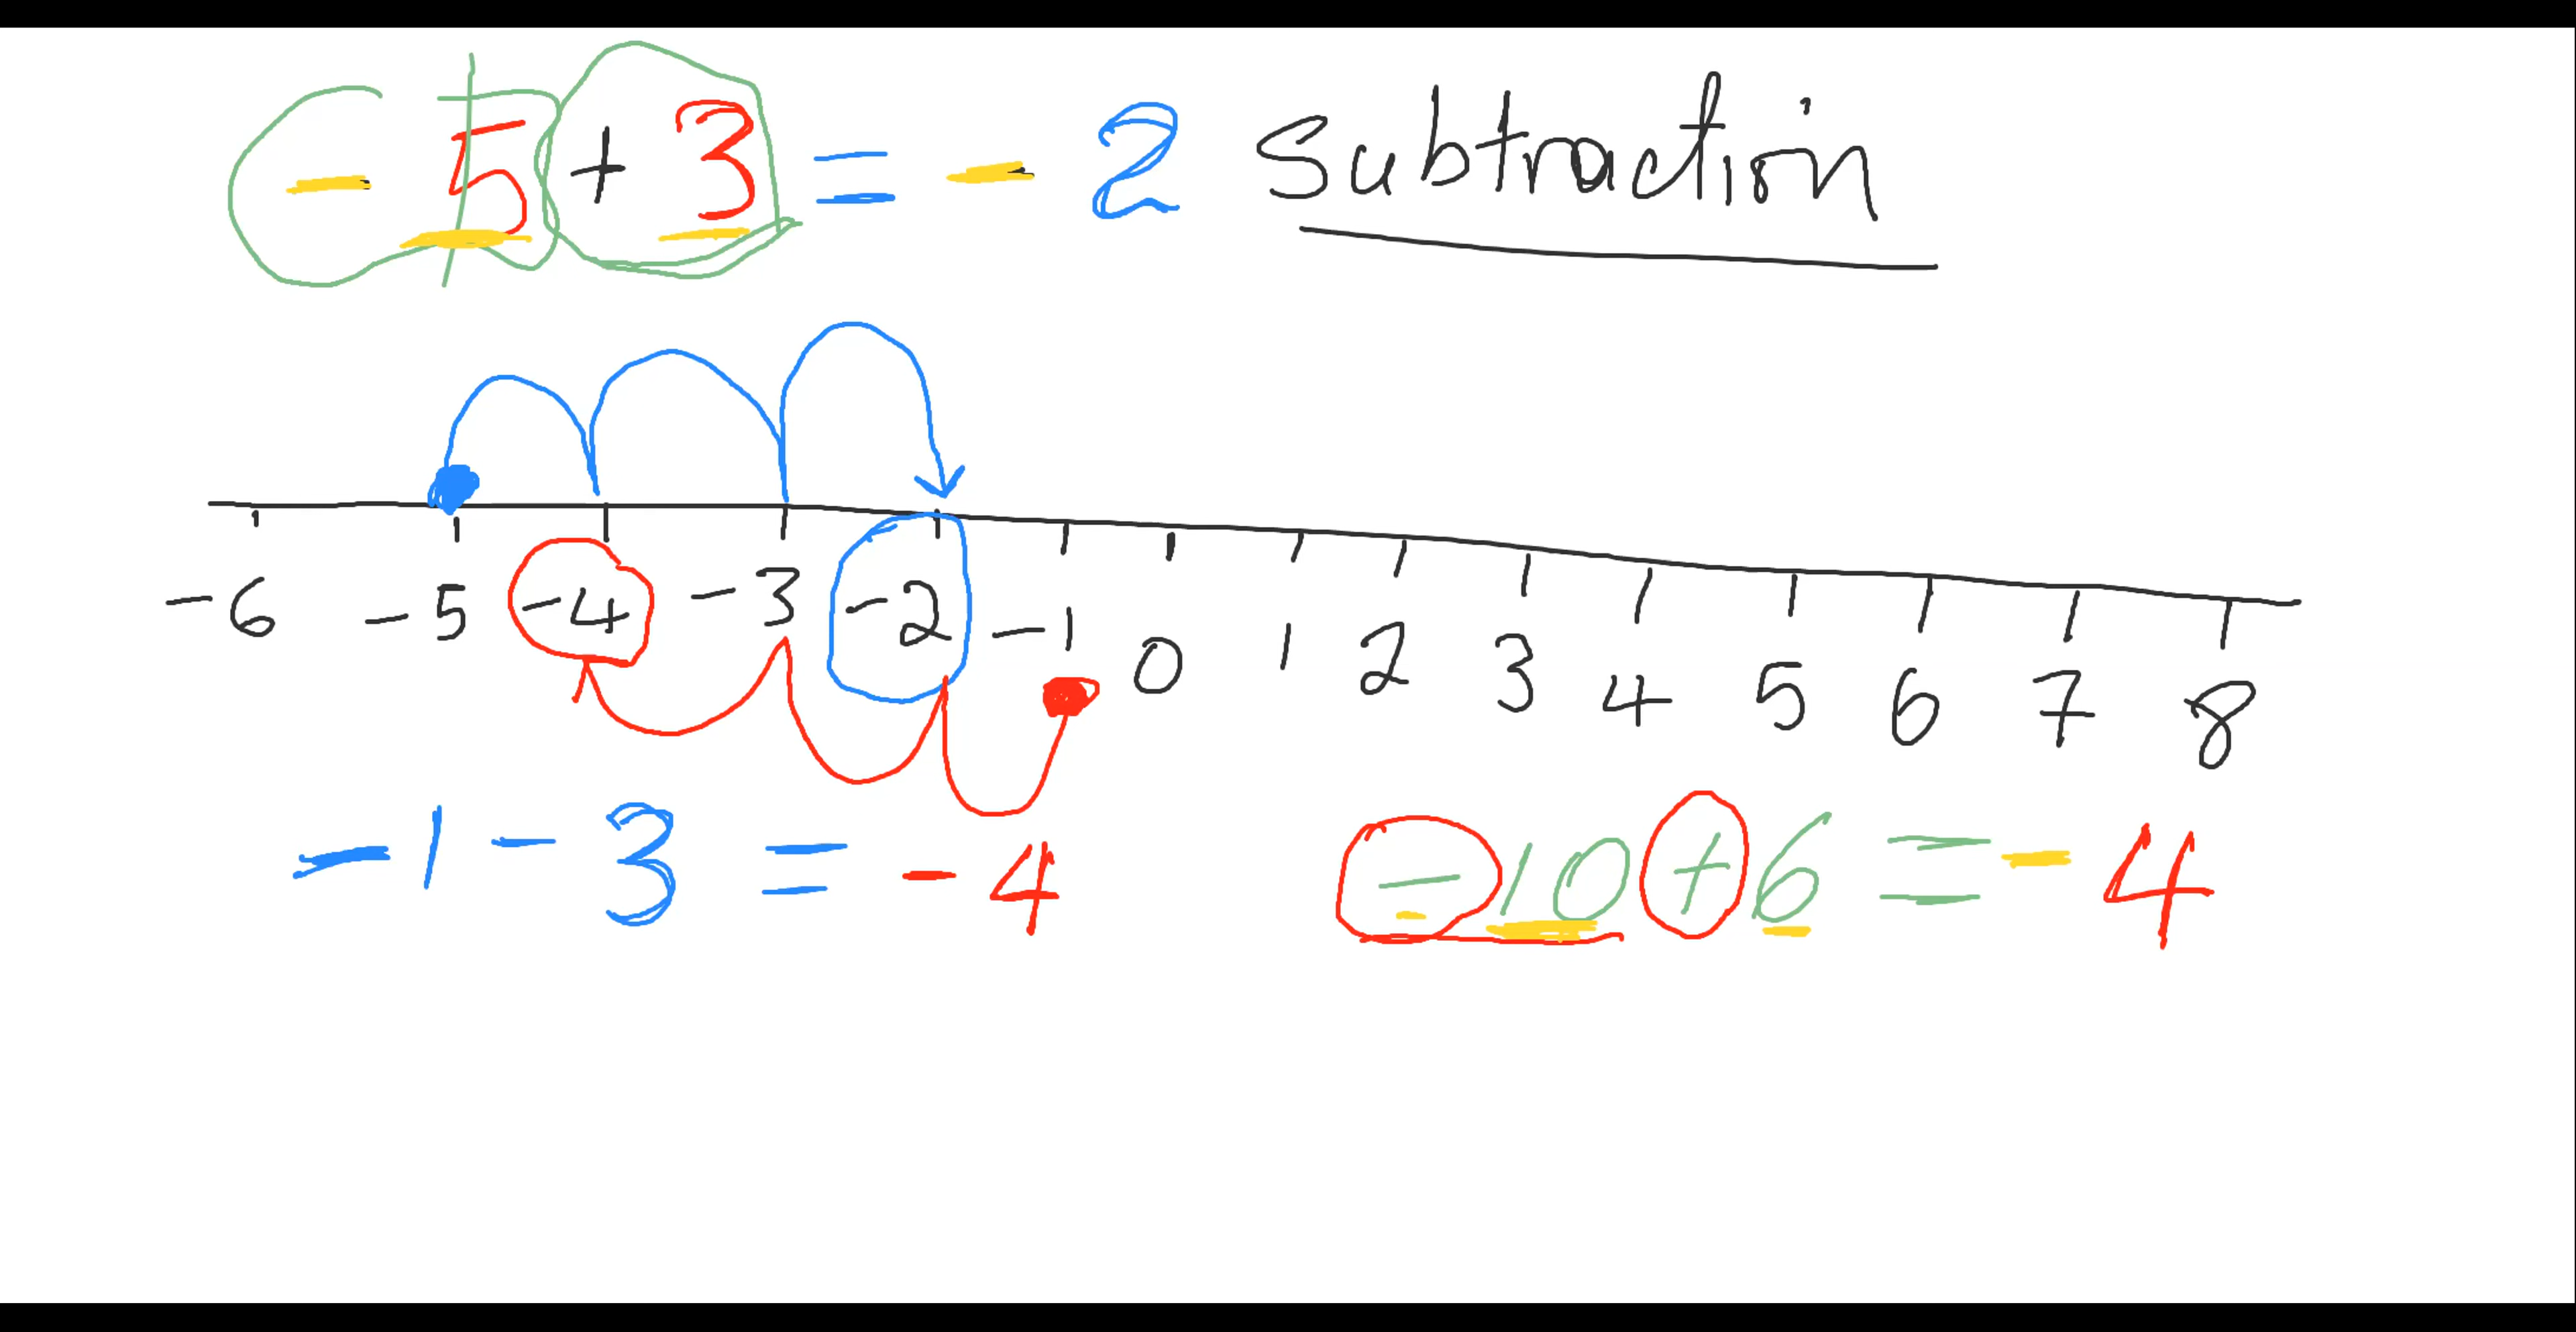 - 5 + 3 = - 2 Subtraction
-6 -5 -4 -3 -2 -1 0 1 2 3 4 5 6 7 8
-1 - 3 = -4
-10 + 6 = -4